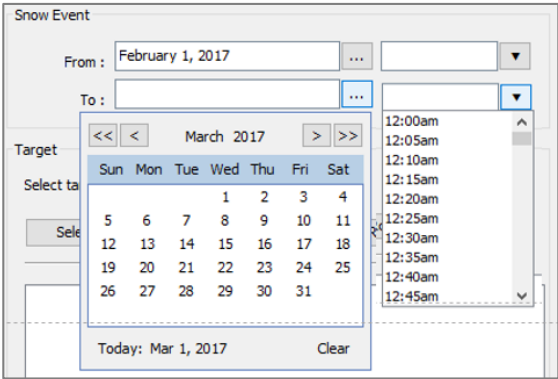 Snow Event
From : February 1, 2017 ... ▼
To : ... ▼
<< < March 2017 > >>
Sun Mon Tue Wed Thu Fri Sat
1 2 3 4
5 6 7 8 9 10 11
12 13 14 15 16 17 18
19 20 21 22 23 24 25
26 27 28 29 30 31
Today: Mar 1, 2017 Clear
12:00am
12:05am
12:10am
12:15am
12:20am
12:25am
12:30am
12:35am
12:40am
12:45am
Target
Select ta
Sele